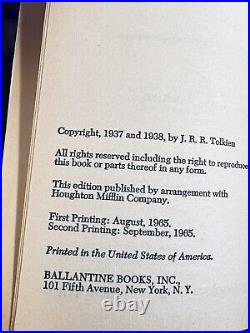 Copyright, 1937 and 1938, by J. R. R. Tolkien
All rights reserved including the right to reproduce
this book or parts thereof in any form.
This edition published by arrangement with
Houghton Mifflin Company.
First Printing: August, 1965.
Second Printing: September, 1965.
Printed in the United States of America.
BALLANTINE BOOKS, INC.,
101 Fifth Avenue, New York, N. Y.
withKarl.com